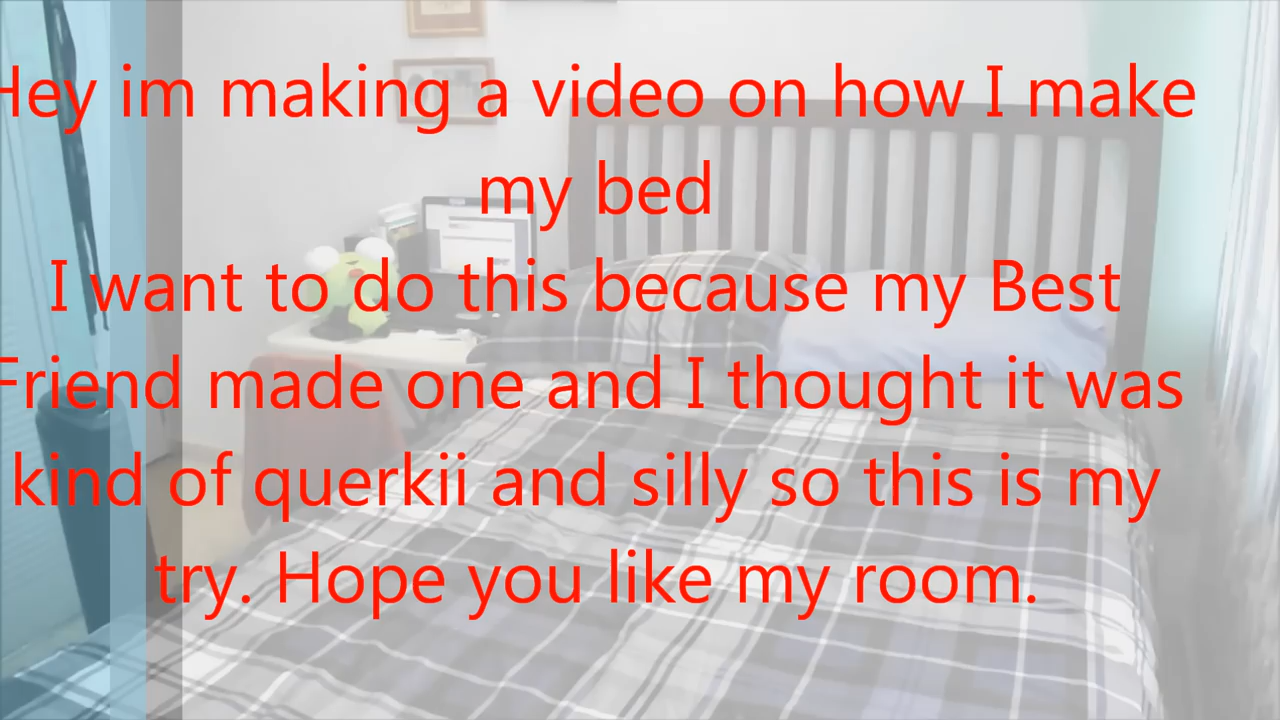 Hey im making a video on how I make
my bed
I want to do this because my Best
Friend made one and I thought it was
kind of querkii and silly so this is my
try. Hope you like my room.